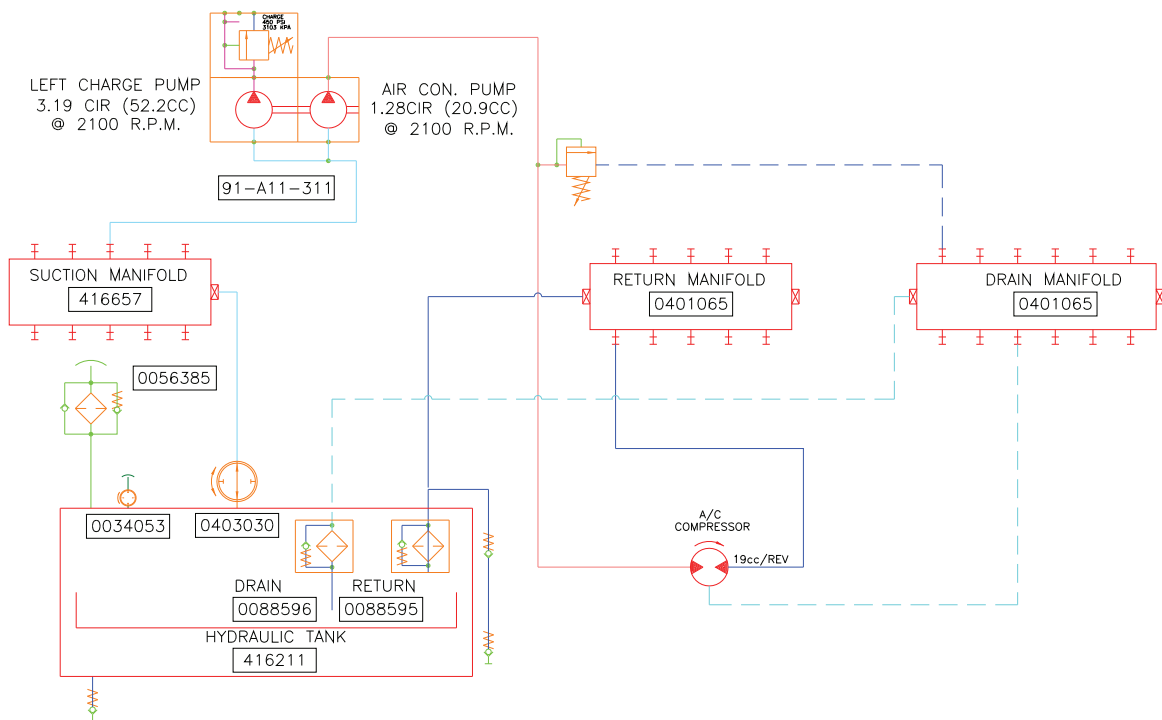 CHARGE
450 PSI
3103 KPA
LEFT CHARGE PUMP
3.19 CIR (52.2CC)
@ 2100 R.P.M.
AIR CON. PUMP
1.28CIR (20.9CC)
@ 2100 R.P.M.
91-A11-311
SUCTION MANIFOLD
416657
RETURN MANIFOLD
0401065
DRAIN MANIFOLD
0401065
0056385
0034053
0403030
A/C
COMPRESSOR
19cc/REV
DRAIN
0088596
RETURN
0088595
HYDRAULIC TANK
416211